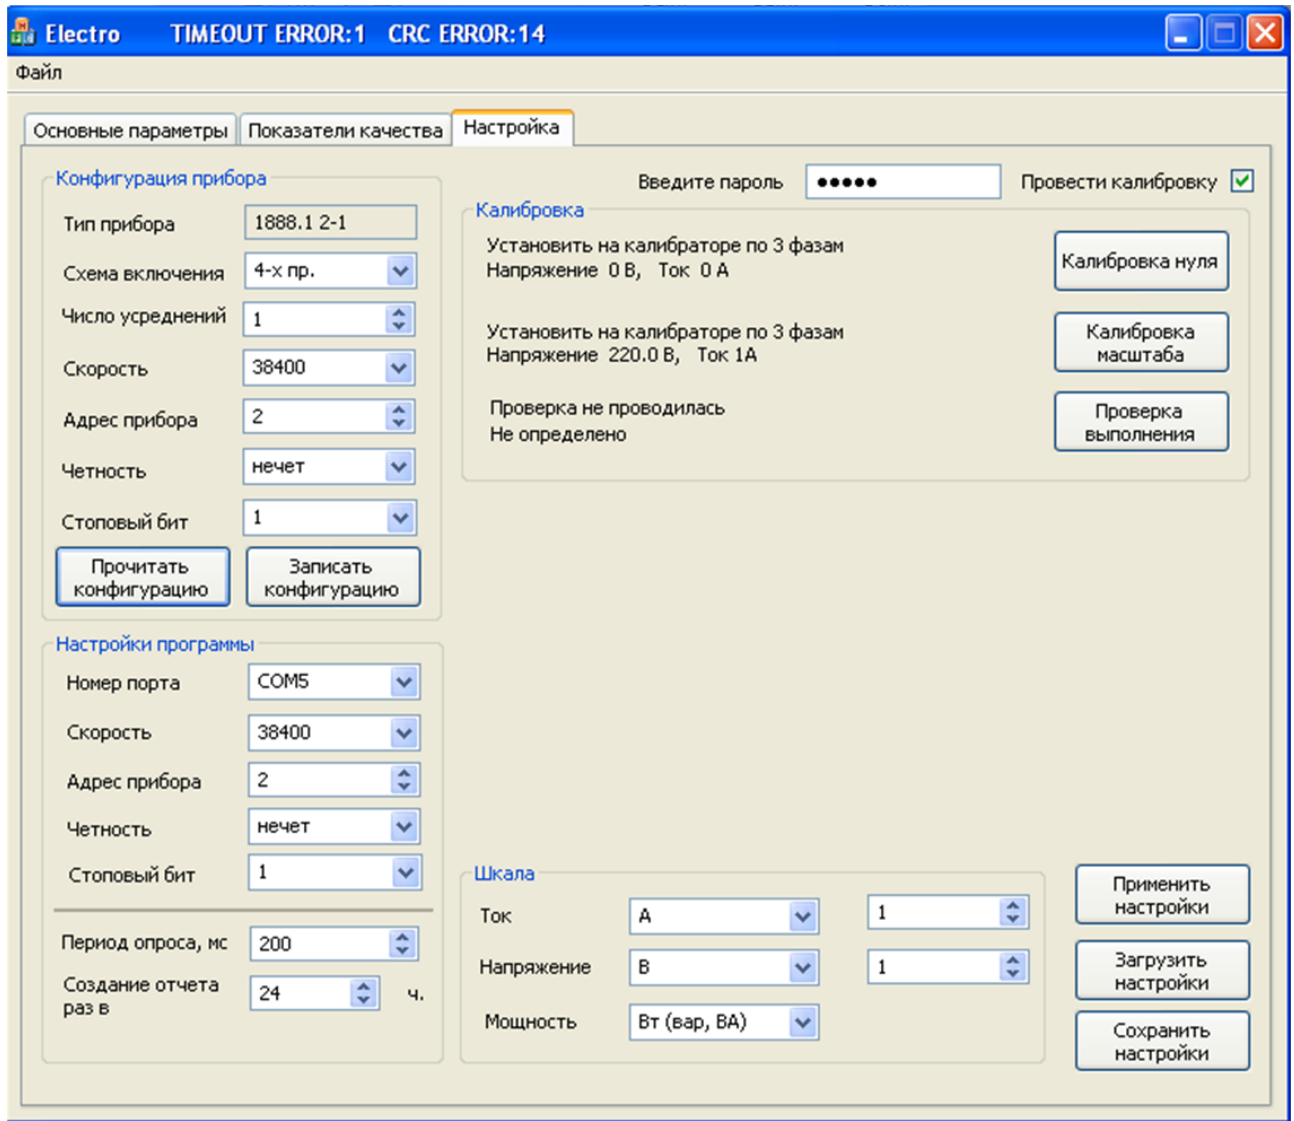 Electro TIMEOUT ERROR:1 CRC ERROR:14
Файл
Основные параметры Показатели качества Настройка
Конфигурация прибора
Тип прибора 1888.1 2-1
Схема включения 4-х пр.
Число усреднений 1
Скорость 38400
Адрес прибора 2
Четность нечет
Стоповый бит 1
Прочитать
конфигурацию
Записать
конфигурацию
Введите пароль ●●●●● Провести калибровку
Калибровка
Установить на калибраторе по 3 фазам
Напряжение 0 В, Ток 0 А
Калибровка нуля
Установить на калибраторе по 3 фазам
Напряжение 220.0 В, Ток 1А
Калибровка
масштаба
Проверка не проводилась
Не определено
Проверка
выполнения
Настройки программы
Номер порта COM5
Скорость 38400
Адрес прибора 2
Четность нечет
Стоповый бит 1
Период опроса, мс 200
Создание отчета
раз в 24 ч.
Шкала
Ток А 1
Напряжение В 1
Мощность Вт (вар, ВА)
Применить
настройки
Загрузить
настройки
Сохранить
настройки